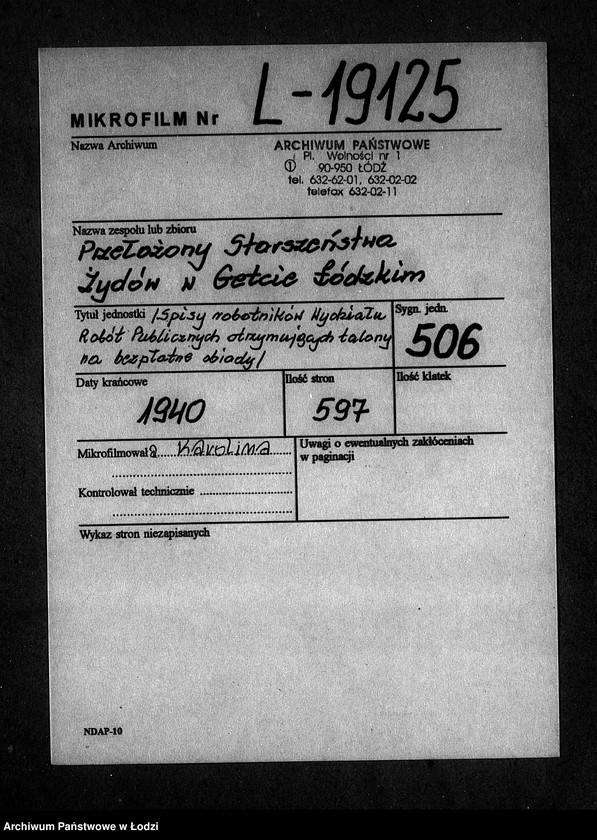 MIKROFILM Nr L-19125
Nazwa Archiwum
ARCHIWUM PAŃSTWOWE
Pl. Wolności nr 1
① 90-950 ŁÓDŹ
tel. 632-62-01, 632-02-02
telefax 632-02-11
Nazwa zespołu lub zbioru
Przełożony Starszeństwa
Żydów w Getcie Łódzkim
Tytuł jednostki /Spisy robotników Wydziału
Robót Publicznych otrzymujących talony
na bezpłatne obiady/
Sygn. jedn.
506
Daty krańcowe
1940
Ilość stron
597
Ilość klatek
Mikrofilmowała Karolina
Kontrolował technicznie
Uwagi o ewentualnych zakłóceniach
w paginacji
Wykaz stron niezapisanych
NDAP-10
Archiwum Państwowe w Łodzi